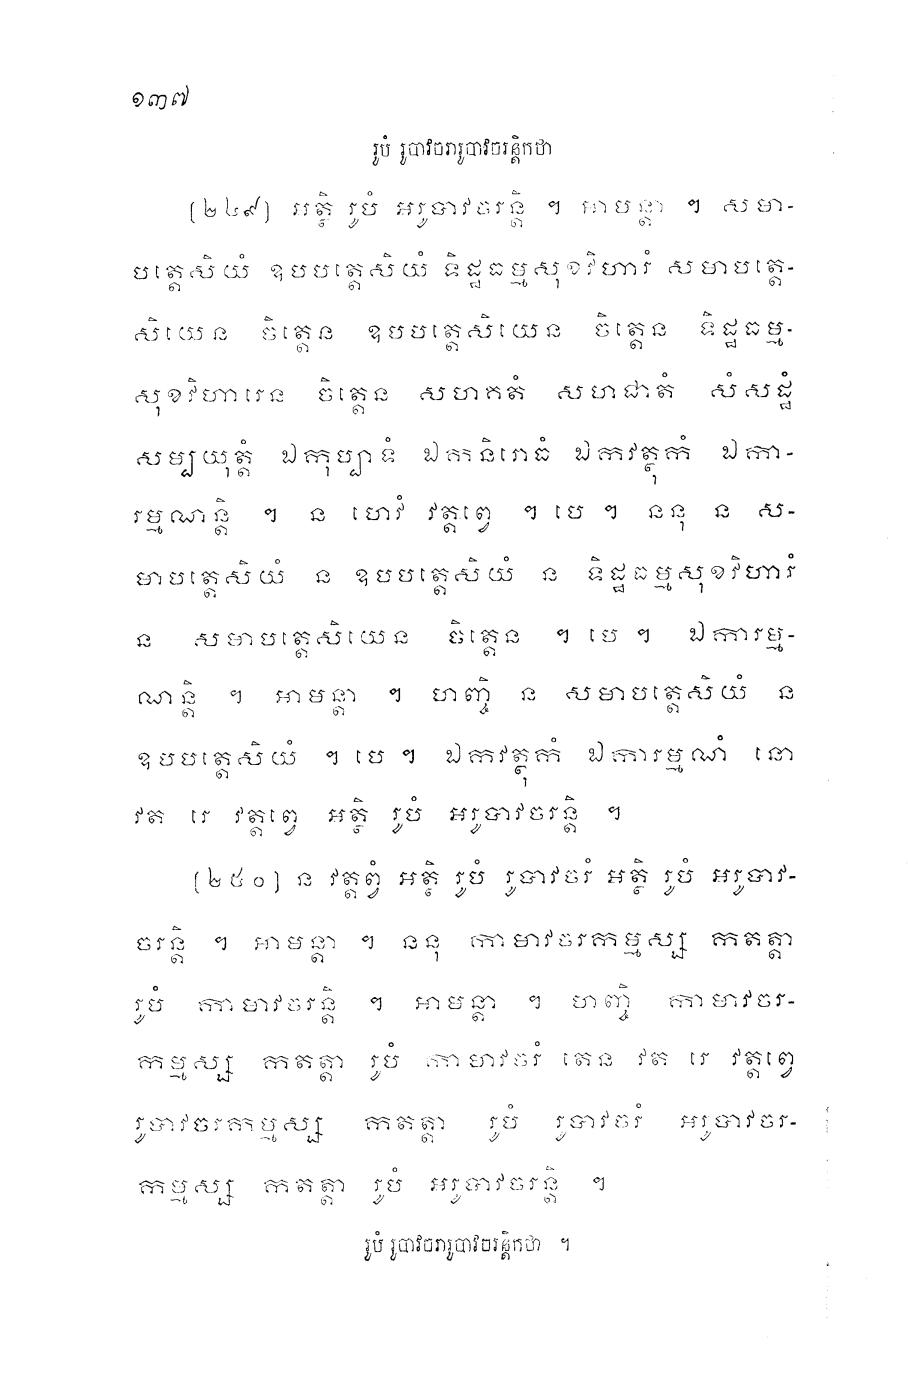 ១៣៧
រូបំ រូបាវចរារូបាវចរន្តិកថា
(២៤៩) អត្ថិ រូបំ អរូបាវចរន្តិ ។ អាមន្តា ។ សមា-
បត្តេសិយំ ឧបបត្តេសិយំ ទិដ្ឋធម្មសុខវិហារំ សមាបត្តេ-
សិយេន ចិត្តេន ឧបបត្តេសិយេន ចិត្តេន ទិដ្ឋធម្ម-
សុខវិហារេន ចិត្តេន សហគតំ សហជាតំ សំសដ្ឋំ
សម្បយុត្តំ ឯកុប្បាទំ ឯកនិរោធំ ឯកវត្ថុកំ ឯកា-
រម្មណន្តិ ។ ន ហេវំ វត្តព្វេ ។ បេ ។ ននុ ន ស-
មាបត្តេសិយំ ន ឧបបត្តេសិយំ ន ទិដ្ឋធម្មសុខវិហារំ
ន សមាបត្តេសិយេន ចិត្តេន ។ បេ ។ ឯការម្ម-
ណន្តិ ។ អាមន្តា ។ ហញ្ចិ ន សមាបត្តេសិយំ ន
ឧបបត្តេសិយំ ។ បេ ។ ឯកវត្ថុកំ ឯការម្មណំ នោ
វត រេ វត្តព្វេ អត្ថិ រូបំ អរូបាវចរន្តិ ។
(២៥០) ន វត្តព្វំ អត្ថិ រូបំ រូបាវចរំ អត្ថិ រូបំ អរូបាវ-
ចរន្តិ ។ អាមន្តា ។ ននុ កាមាវចរកម្មស្ស កតត្តា
រូបំ កាមាវចរន្តិ ។ អាមន្តា ។ ហញ្ចិ កាមាវចរ-
កម្មស្ស កតត្តា រូបំ កាមាវចរំ តេន វត រេ វត្តព្វេ
រូបាវចរកម្មស្ស កតត្តា រូបំ រូបាវចរំ អរូបាវចរ-
កម្មស្ស កតត្តា រូបំ អរូបាវចរន្តិ ។
រូបំ រូបាវចរារូបាវចរន្តិកថា ។